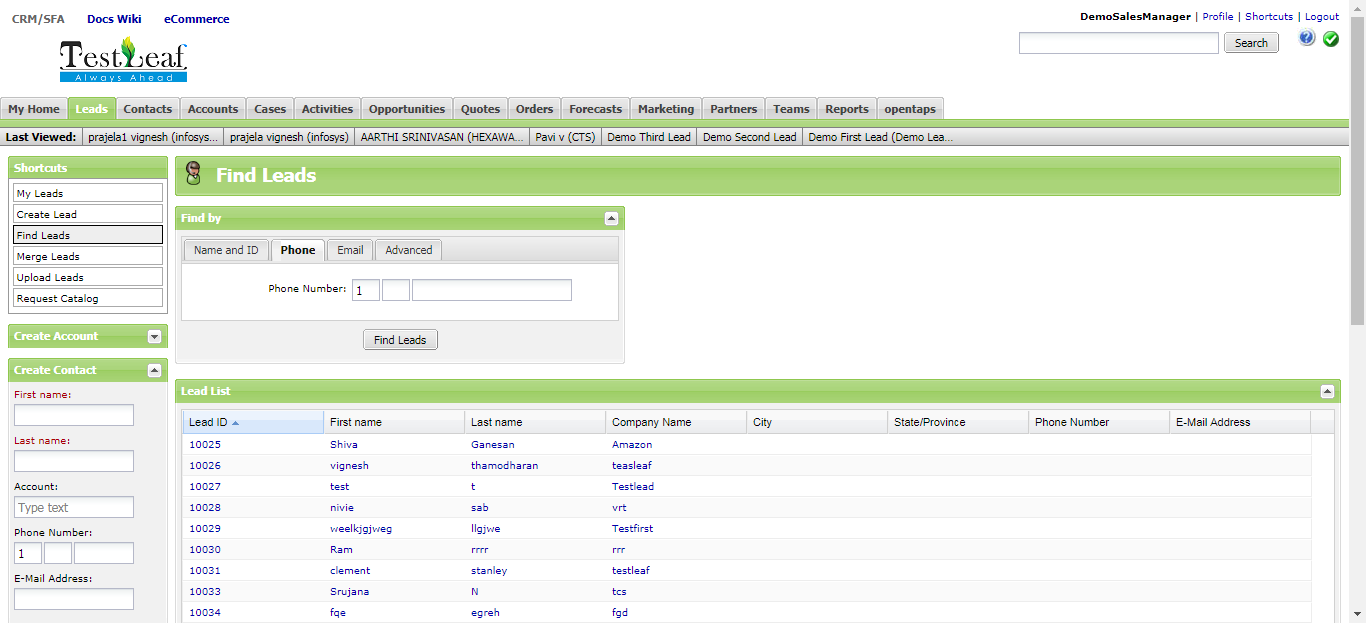 CRM/SFA Docs Wiki eCommerce
DemoSalesManager | Profile | Shortcuts | Logout
TestLeaf
Always Ahead
Search
My Home Leads Contacts Accounts Cases Activities Opportunities Quotes Orders Forecasts Marketing Partners Teams Reports opentaps
Last Viewed: prajela1 vignesh (infosys... prajela vignesh (infosys) AARTHI SRINIVASAN (HEXAWA... Pavi v (CTS) Demo Third Lead Demo Second Lead Demo First Lead (Demo Lea...
Shortcuts
My Leads
Create Lead
Find Leads
Merge Leads
Upload Leads
Request Catalog
Create Account
Create Contact
First name:
Last name:
Account:
Type text
Phone Number:
1
E-Mail Address:
Find Leads
Find by
Name and ID Phone Email Advanced
Phone Number: 1
Find Leads
Lead List
Lead ID First name Last name Company Name City State/Province Phone Number E-Mail Address
10025 Shiva Ganesan Amazon
10026 vignesh thamodharan teasleaf
10027 test t Testlead
10028 nivie sab vrt
10029 weelkjgjweg llgjwe Testfirst
10030 Ram rrrr rrr
10031 clement stanley testleaf
10033 Srujana N tcs
10034 fqe egreh fgd